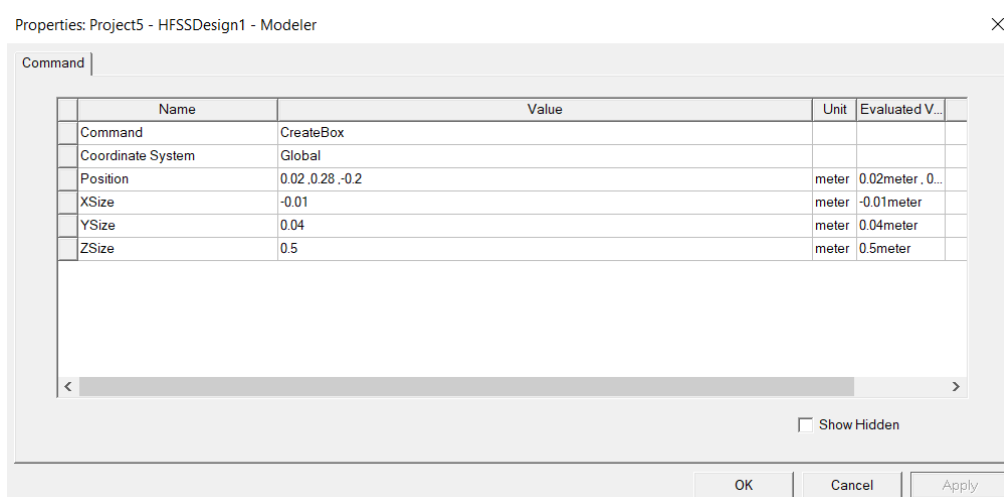 Properties: Project5 - HFSSDesign1 - Modeler
Command
Name Value Unit Evaluated V...
Command CreateBox
Coordinate System Global
Position 0.02 ,0.28 ,-0.2 meter 0.02meter , 0...
XSize -0.01 meter -0.01meter
YSize 0.04 meter 0.04meter
ZSize 0.5 meter 0.5meter
Show Hidden
OK Cancel Apply